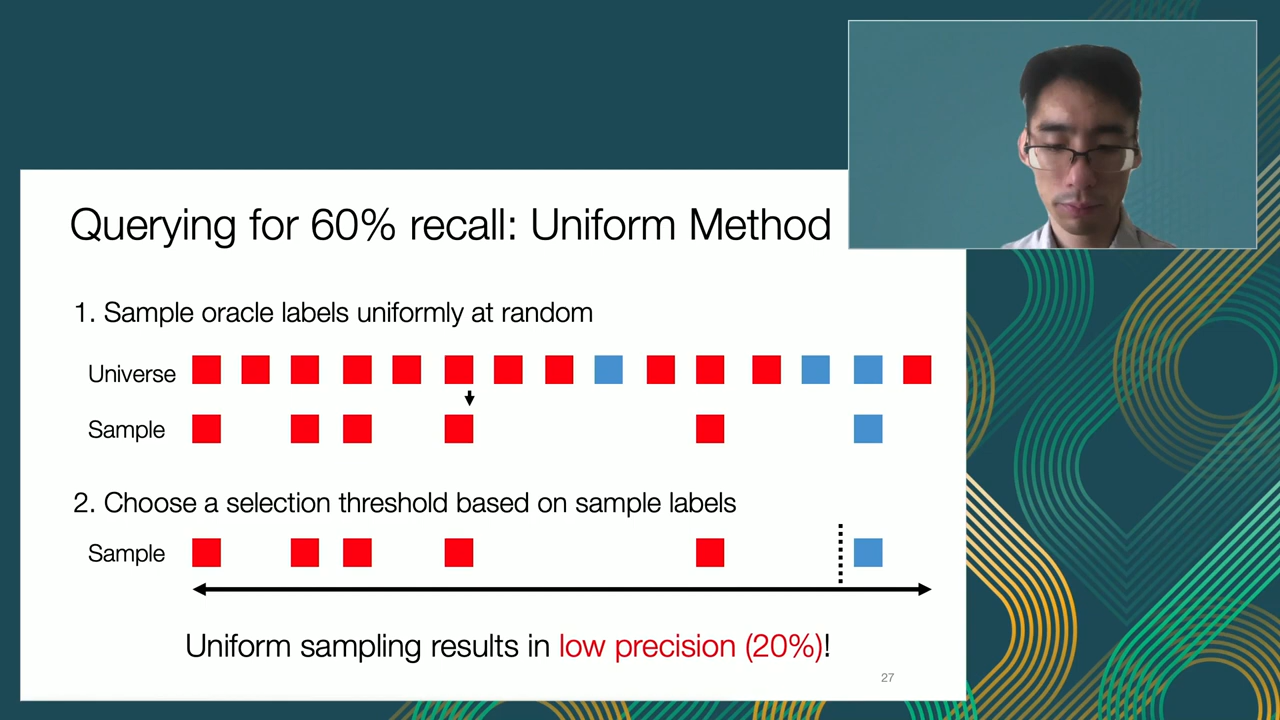 Querying for 60% recall: Uniform Method
1. Sample oracle labels uniformly at random
Universe
Sample
2. Choose a selection threshold based on sample labels
Sample
Uniform sampling results in low precision (20%)!
27